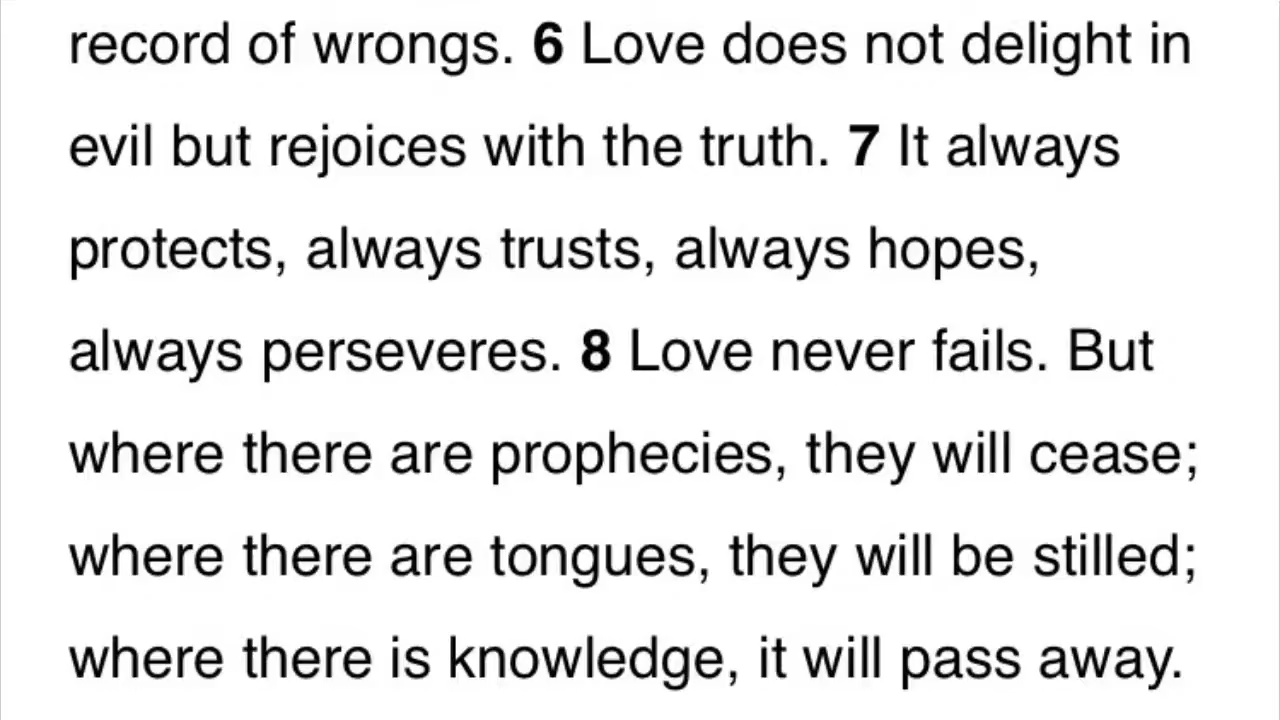 record of wrongs. 6 Love does not delight in
evil but rejoices with the truth. 7 It always
protects, always trusts, always hopes,
always perseveres. 8 Love never fails. But
where there are prophecies, they will cease;
where there are tongues, they will be stilled;
where there is knowledge, it will pass away.